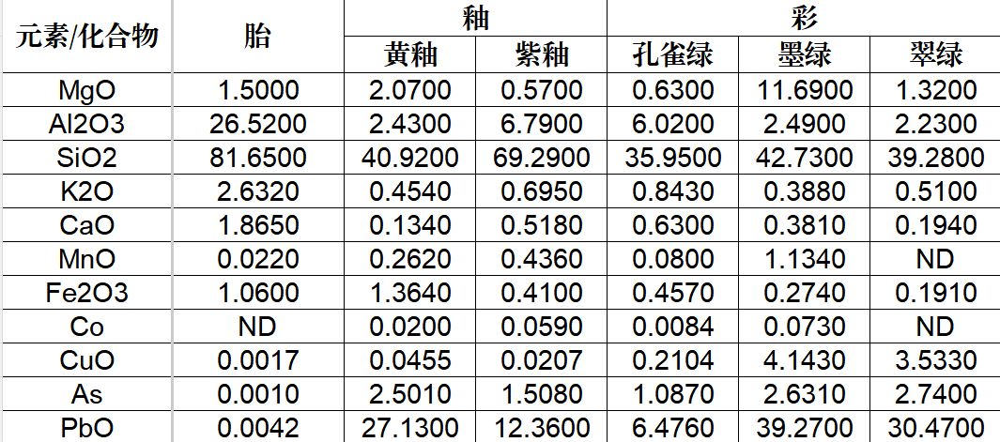 元素/化合物 胎 釉 彩
黄釉 紫釉 孔雀绿 墨绿 翠绿
MgO 1.5000 2.0700 0.5700 0.6300 11.6900 1.3200
Al2O3 26.5200 2.4300 6.7900 6.0200 2.4900 2.2300
SiO2 81.6500 40.9200 69.2900 35.9500 42.7300 39.2800
K2O 2.6320 0.4540 0.6950 0.8430 0.3880 0.5100
CaO 1.8650 0.1340 0.5180 0.6300 0.3810 0.1940
MnO 0.0220 0.2620 0.4360 0.0800 1.1340 ND
Fe2O3 1.0600 1.3640 0.4100 0.4570 0.2740 0.1910
Co ND 0.0200 0.0590 0.0084 0.0730 ND
CuO 0.0017 0.0455 0.0207 0.2104 4.1430 3.5330
As 0.0010 2.5010 1.5080 1.0870 2.6310 2.7400
PbO 0.0042 27.1300 12.3600 6.4760 39.2700 30.4700